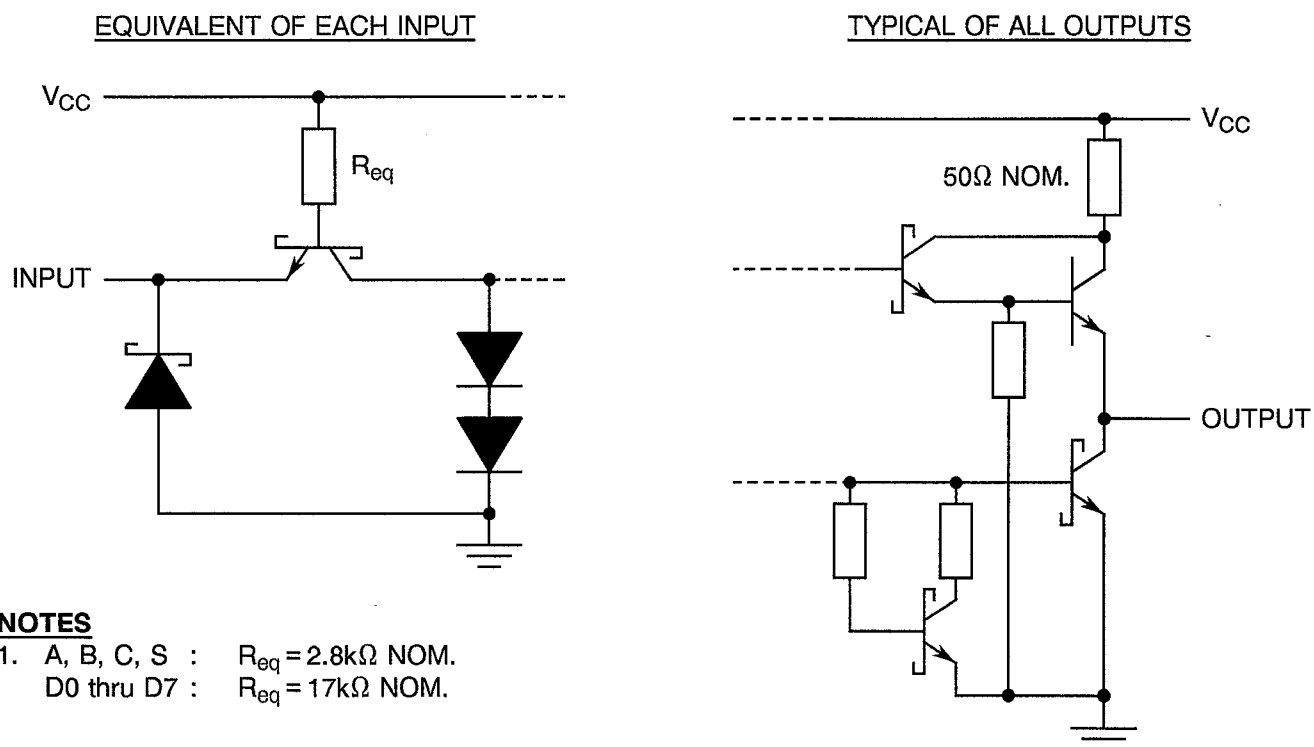 EQUIVALENT OF EACH INPUT
VCC
Req
INPUT
NOTES
1. A, B, C, S : Req = 2.8kΩ NOM.
D0 thru D7 : Req = 17kΩ NOM.
TYPICAL OF ALL OUTPUTS
VCC
50Ω NOM.
OUTPUT